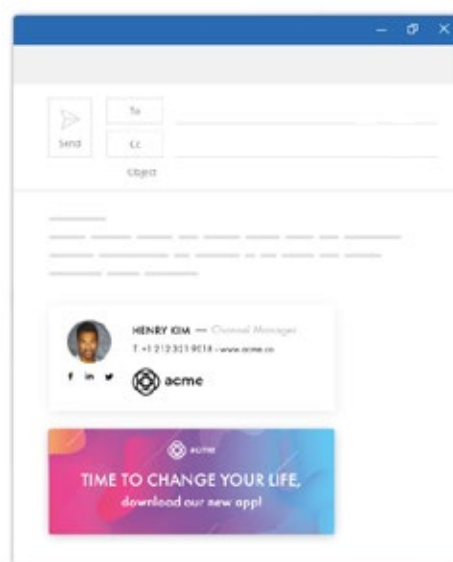 To
Send
Cc
Object
HENRY KIM — Channel Manager
T. +1 212 321 9018 - www.acme.co
f in
acme
acme
TIME TO CHANGE YOUR LIFE,
download our new app!